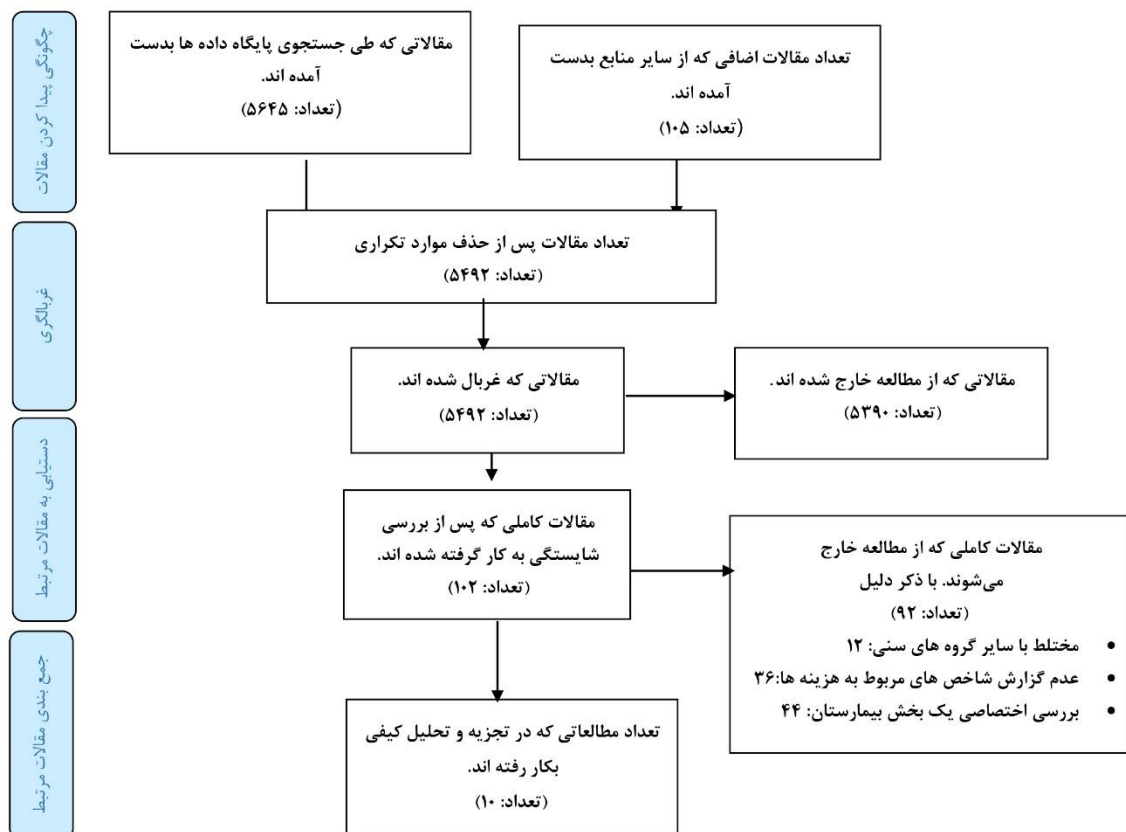 چگونگی پیدا کردن مقالات
مقالاتی که طی جستجوی پایگاه داده ها بدست
آمده اند.
(تعداد: ۵۶۴۵)
تعداد مقالات اضافی که از سایر منابع بدست
آمده اند.
(تعداد: ۱۰۵)
غربالگری
تعداد مقالات پس از حذف موارد تکراری
(تعداد: ۵۴۹۲)
مقالاتی که غربال شده اند.
(تعداد: ۵۴۹۲)
مقالاتی که از مطالعه خارج شده اند.
(تعداد: ۵۳۹۰)
دستیابی به مقالات مرتبط
مقالات کاملی که پس از بررسی
شایستگی به کار گرفته شده اند.
(تعداد: ۱۰۲)
مقالات کاملی که از مطالعه خارج
می‌شوند. با ذکر دلیل
(تعداد: ۹۲)
• مختلط با سایر گروه های سنی: ۱۲
• عدم گزارش شاخص های مربوط به هزینه ها:۳۶
• بررسی اختصاصی یک بخش بیمارستان: ۴۴
جمع بندی مقالات مرتبط
تعداد مطالعاتی که در تجزیه و تحلیل کیفی
بکار رفته اند.
(تعداد: ۱۰)